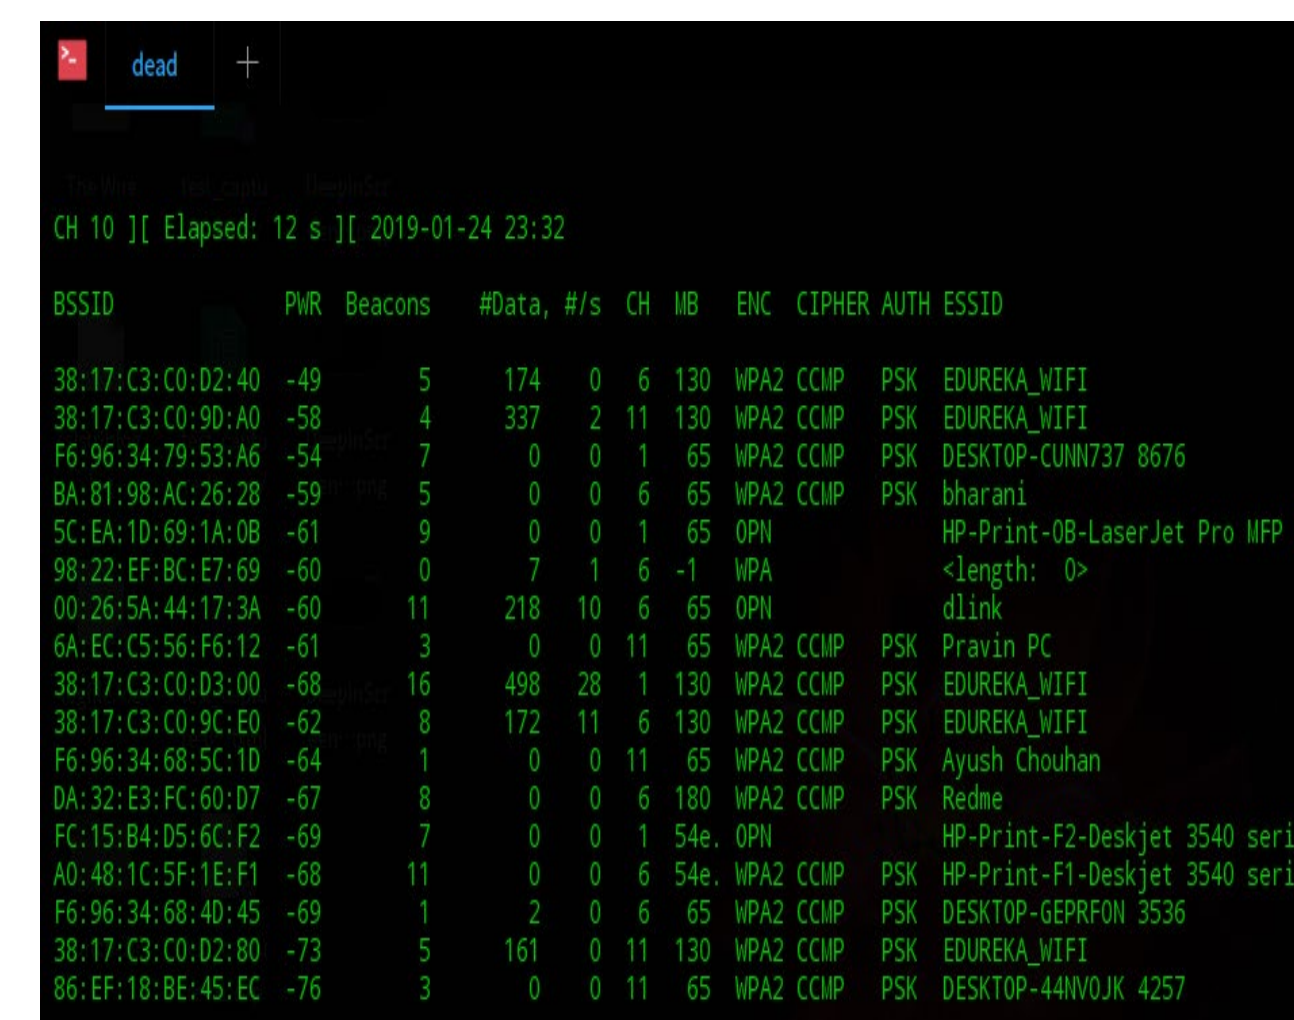 >_ dead +
CH 10 ][ Elapsed: 12 s ][ 2019-01-24 23:32
BSSID PWR Beacons #Data, #/s CH MB ENC CIPHER AUTH ESSID
38:17:C3:C0:D2:40 -49 5 174 0 6 130 WPA2 CCMP PSK EDUREKA_WIFI
38:17:C3:C0:9D:A0 -58 4 337 2 11 130 WPA2 CCMP PSK EDUREKA_WIFI
F6:96:34:79:53:A6 -54 7 0 0 1 65 WPA2 CCMP PSK DESKTOP-CUNN737 8676
BA:81:98:AC:26:28 -59 5 0 0 6 65 WPA2 CCMP PSK bharani
5C:EA:1D:69:1A:0B -61 9 0 0 1 65 OPN HP-Print-0B-LaserJet Pro MFP
98:22:EF:BC:E7:69 -60 0 7 1 6 -1 WPA <length: 0>
00:26:5A:44:17:3A -60 11 218 10 6 65 OPN dlink
6A:EC:C5:56:F6:12 -61 3 0 0 11 65 WPA2 CCMP PSK Pravin PC
38:17:C3:C0:D3:00 -68 16 498 28 1 130 WPA2 CCMP PSK EDUREKA_WIFI
38:17:C3:C0:9C:E0 -62 8 172 11 6 130 WPA2 CCMP PSK EDUREKA_WIFI
F6:96:34:68:5C:1D -64 1 0 0 11 65 WPA2 CCMP PSK Ayush Chouhan
DA:32:E3:FC:60:D7 -67 8 0 0 6 180 WPA2 CCMP PSK Redme
FC:15:B4:D5:6C:F2 -69 7 0 0 1 54e. OPN HP-Print-F2-Deskjet 3540 seri
A0:48:1C:5F:1E:F1 -68 11 0 0 6 54e. WPA2 CCMP PSK HP-Print-F1-Deskjet 3540 seri
F6:96:34:68:4D:45 -69 1 2 0 6 65 WPA2 CCMP PSK DESKTOP-GEPRFON 3536
38:17:C3:C0:D2:80 -73 5 161 0 11 130 WPA2 CCMP PSK EDUREKA_WIFI
86:EF:18:BE:45:EC -76 3 0 0 11 65 WPA2 CCMP PSK DESKTOP-44NVOJK 4257